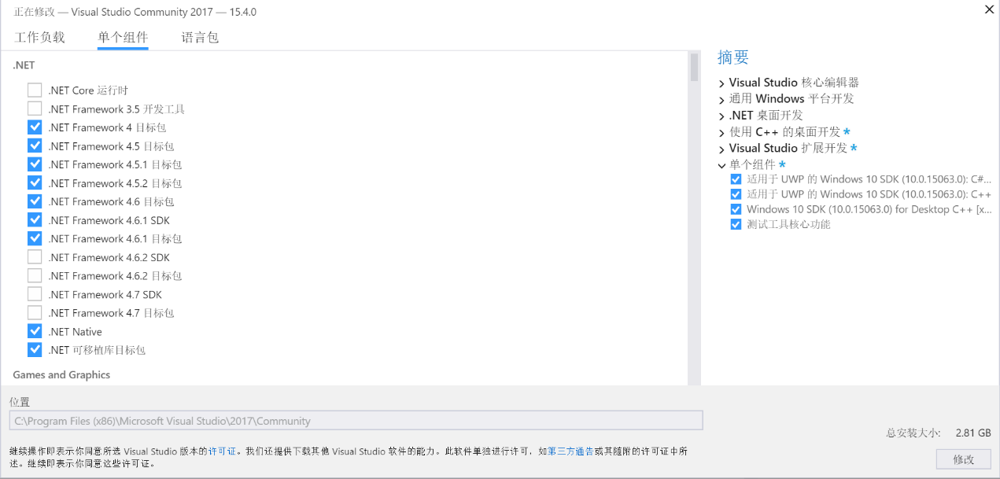 正在修改 — Visual Studio Community 2017 — 15.4.0
工作负载 单个组件 语言包
.NET
.NET Core 运行时
.NET Framework 3.5 开发工具
.NET Framework 4 目标包
.NET Framework 4.5 目标包
.NET Framework 4.5.1 目标包
.NET Framework 4.5.2 目标包
.NET Framework 4.6 目标包
.NET Framework 4.6.1 SDK
.NET Framework 4.6.1 目标包
.NET Framework 4.6.2 SDK
.NET Framework 4.6.2 目标包
.NET Framework 4.7 SDK
.NET Framework 4.7 目标包
.NET Native
.NET 可移植库目标包
Games and Graphics
摘要
Visual Studio 核心编辑器
通用 Windows 平台开发
.NET 桌面开发
使用 C++ 的桌面开发 *
Visual Studio 扩展开发 *
单个组件 *
适用于 UWP 的 Windows 10 SDK (10.0.15063.0): C#...
适用于 UWP 的 Windows 10 SDK (10.0.15063.0): C++
Windows 10 SDK (10.0.15063.0) for Desktop C++ [x...
测试工具核心功能
位置
C:\Program Files (x86)\Microsoft Visual Studio\2017\Community
继续操作即表示你同意所选 Visual Studio 版本的许可证。我们还提供下载其他 Visual Studio 软件的能力。此软件单独进行许可，如第三方通告或其随附的许可证中所
述。继续即表示你同意这些许可证。
总安装大小: 2.81 GB
修改